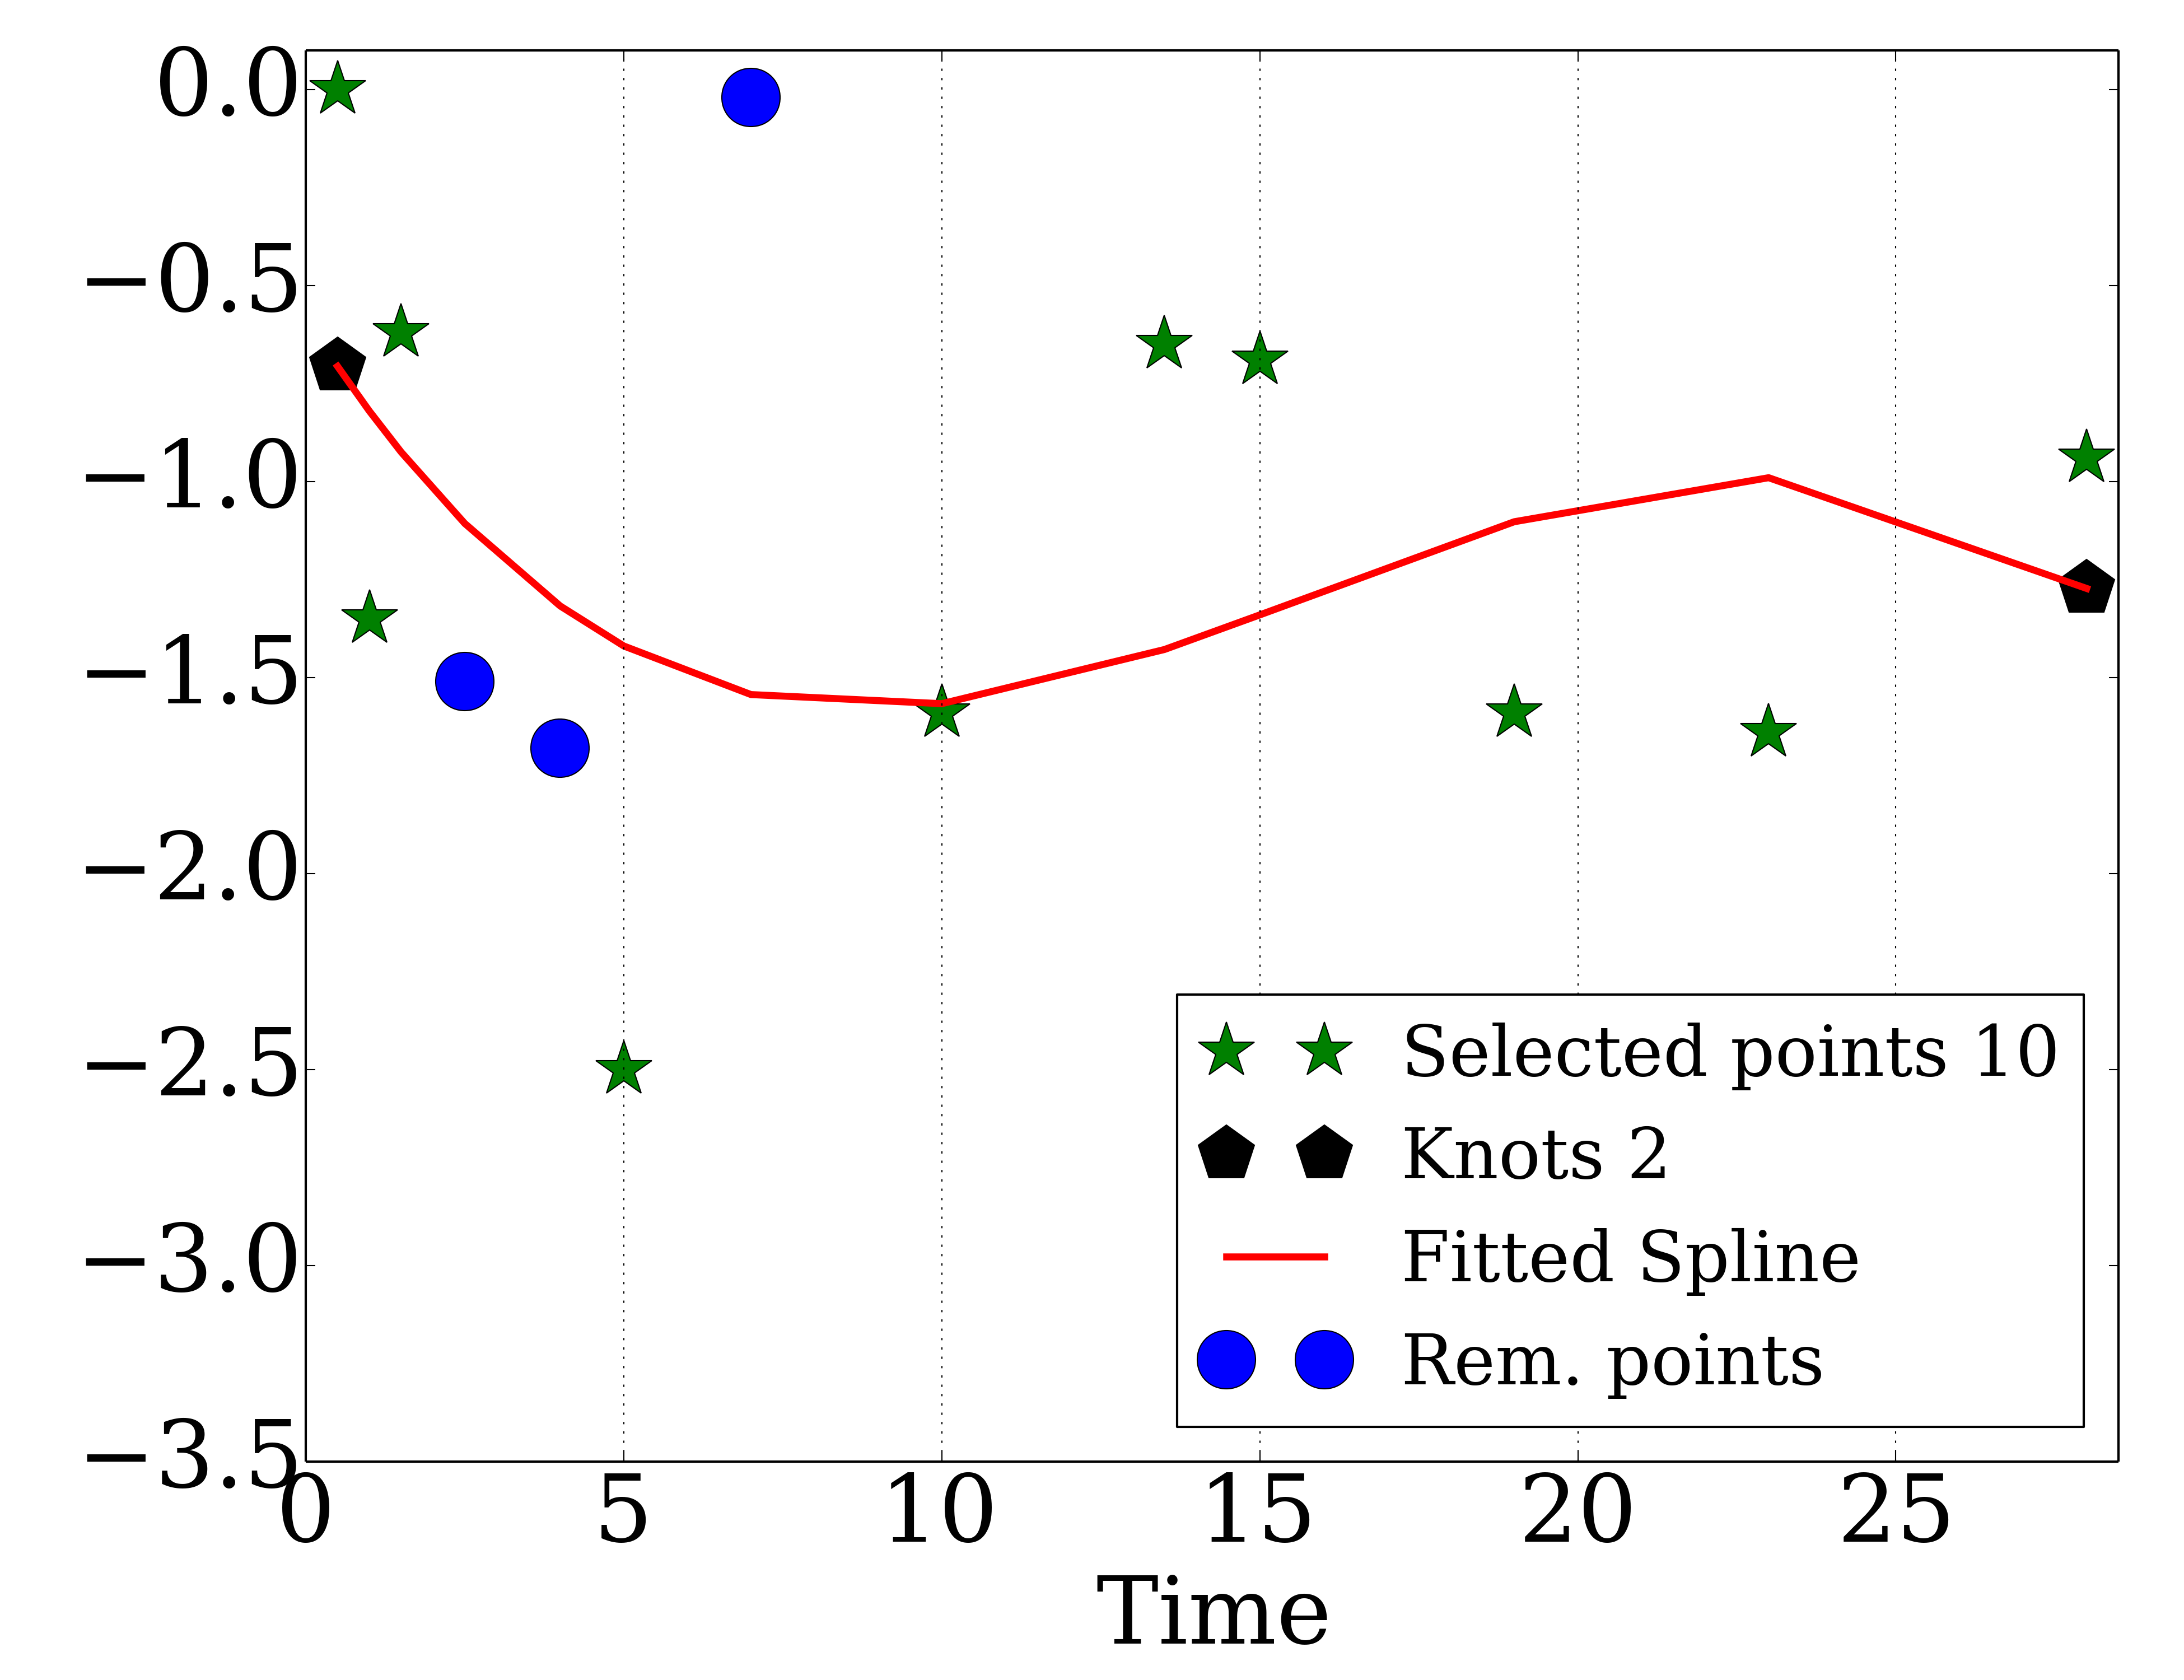 0.0
−0.5
−1.0
−1.5
−2.0
−2.5
−3.0
−3.5
Selected points 10
Knots 2
Fitted Spline
Rem. points
0 5 10 15 20 25
Time